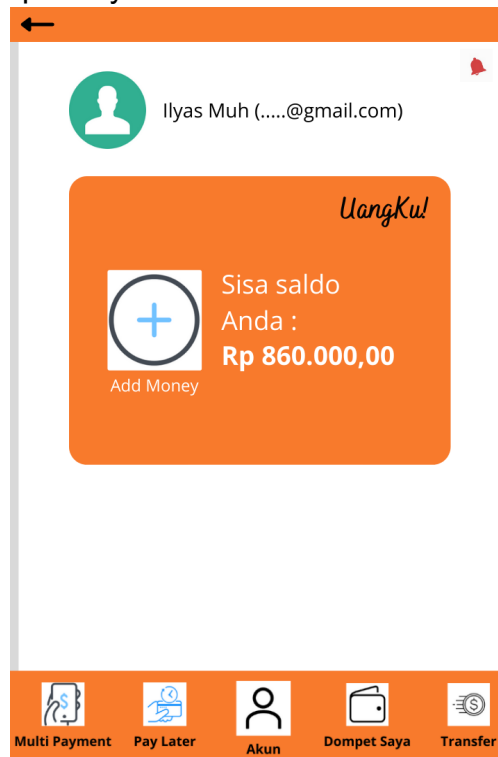 Ilyas Muh (.....@gmail.com)
UangKu!
Sisa saldo
Anda :
Rp 860.000,00
Add Money
Multi Payment
Pay Later
Akun
Dompet Saya
Transfer